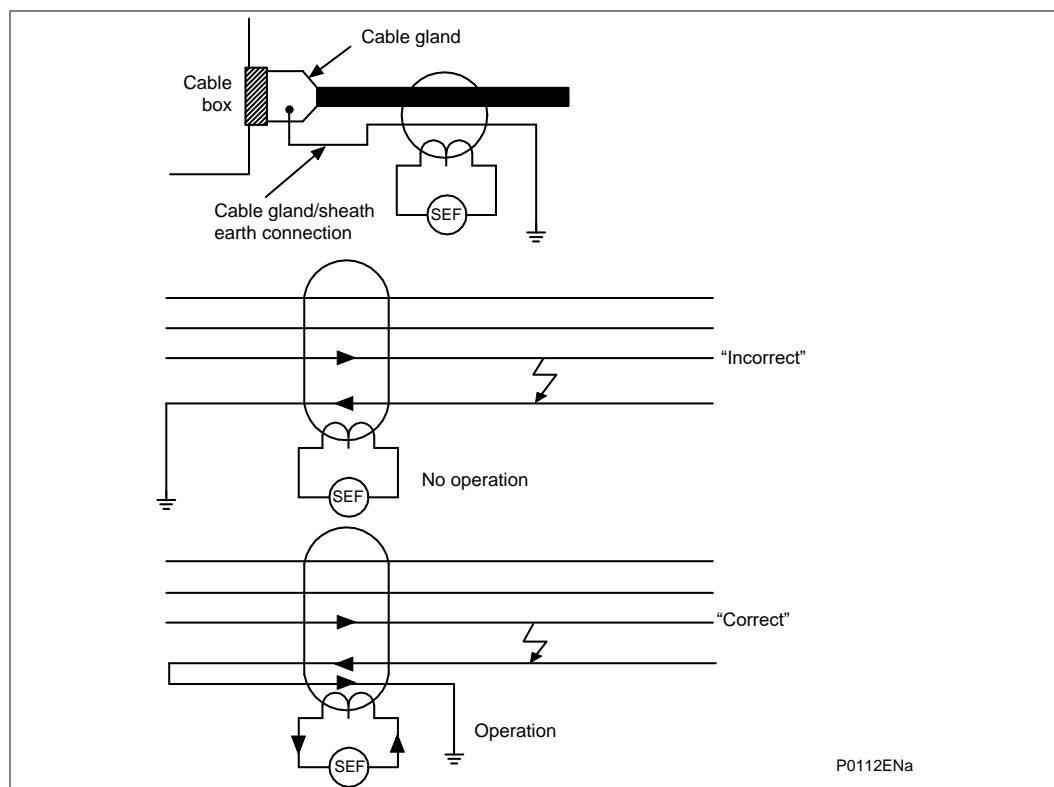 Cable gland
Cable
box
SEF
Cable gland/sheath
earth connection
“Incorrect”
No operation
SEF
“Correct”
Operation
SEF
P0112ENa